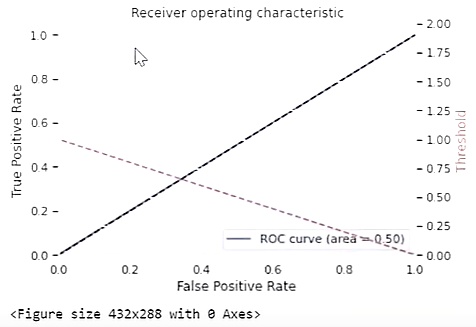 Receiver operating characteristic
2.00
1.0
1.75
0.8
1.50
1.25
0.6
True Positive Rate
1.00
Threshold
0.4
0.75
0.50
0.2
0.25
ROC curve (area = 0.50)
0.0
0.00
0.0 0.2 0.4 0.6 0.8 1.0
False Positive Rate
<Figure size 432x288 with 0 Axes>